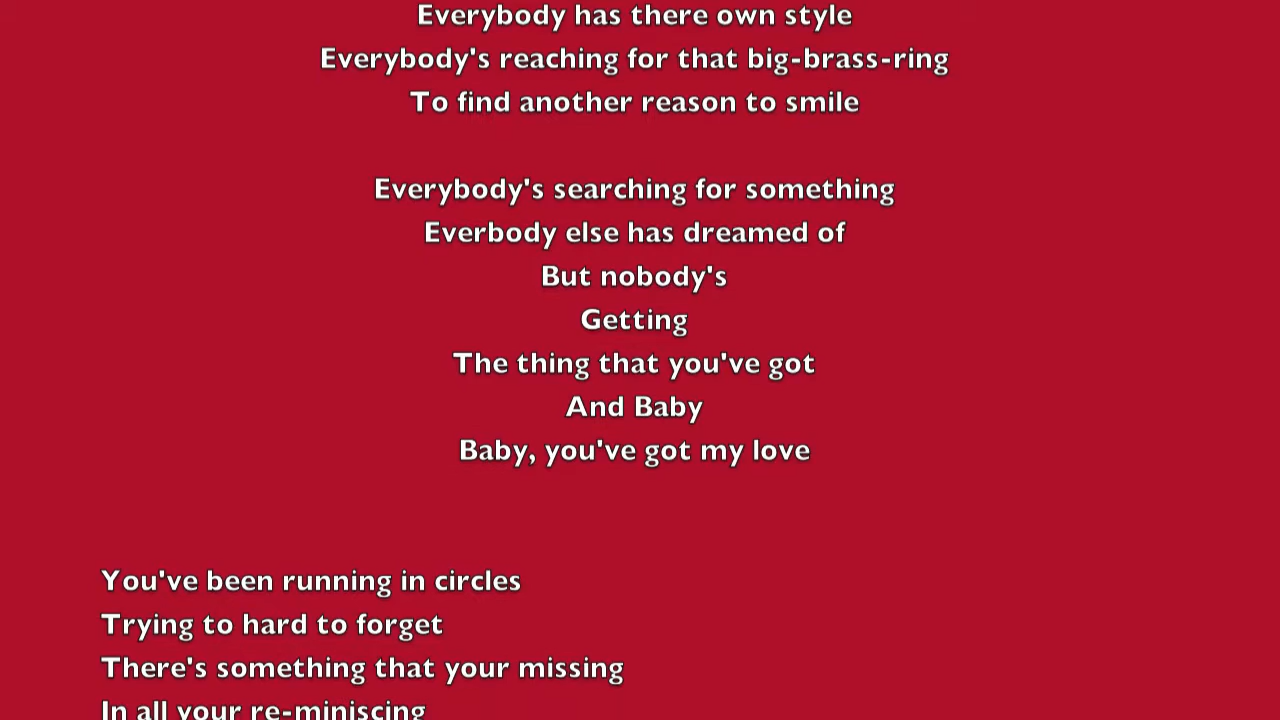 Everybody has there own style
Everybody's reaching for that big-brass-ring
To find another reason to smile
Everybody's searching for something
Everbody else has dreamed of
But nobody's
Getting
The thing that you've got
And Baby
Baby, you've got my love
You've been running in circles
Trying to hard to forget
There's something that your missing
In all your re-miniscing